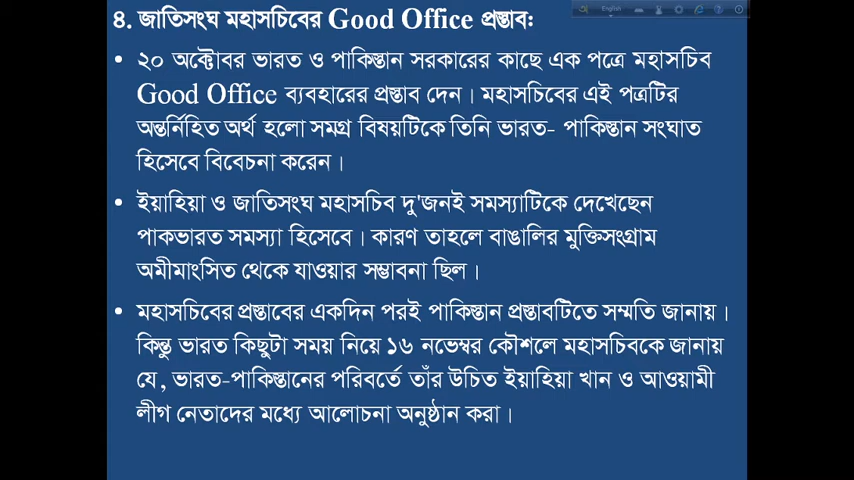 ৪. জাতিসংঘ মহাসচিবের Good Office প্রস্তাব:
English
• ২০ অক্টোবর ভারত ও পাকিস্তান সরকারের কাছে এক পত্রে মহাসচিব
Good Office ব্যবহারের প্রস্তাব দেন। মহাসচিবের এই পত্রটির
অন্তর্নিহিত অর্থ হলো সমগ্র বিষয়টিকে তিনি ভারত- পাকিস্তান সংঘাত
হিসেবে বিবেচনা করেন।
• ইয়াহিয়া ও জাতিসংঘ মহাসচিব দু'জনই সমস্যাটিকে দেখেছেন
পাকভারত সমস্যা হিসেবে। কারণ তাহলে বাঙালির মুক্তিসংগ্রাম
অমীমাংসিত থেকে যাওয়ার সম্ভাবনা ছিল।
• মহাসচিবের প্রস্তাবের একদিন পরই পাকিস্তান প্রস্তাবটিতে সম্মতি জানায়।
কিন্তু ভারত কিছুটা সময় নিয়ে ১৬ নভেম্বর কৌশলে মহাসচিবকে জানায়
যে, ভারত-পাকিস্তানের পরিবর্তে তাঁর উচিত ইয়াহিয়া খান ও আওয়ামী
লীগ নেতাদের মধ্যে আলোচনা অনুষ্ঠান করা।